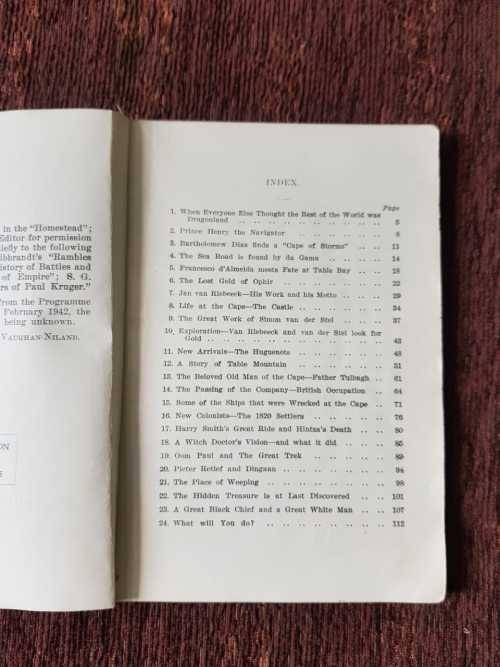 in the "Homestead";
Editor for permission
efly to the following
ibbrandt's "Rambles
istory of Battles and
of Empire"; S. G.
rs of Paul Kruger."
From the Programme
February 1942, the
being unknown.
VAUGHAN-NILAND.
ON
INDEX.
Page
1. When Everyone Else Thought the Rest of the World was
Dragonland .. .. .. .. .. .. .. .. .. 5
2. Prince Henry the Navigator .. .. .. .. .. .. 8
3. Bartholomew Diaz finds a "Cape of Storms" .. .. .. 11
4. The Sea Road is found by da Gama .. .. .. .. 14
5. Francesco d'Almeida meets Fate at Table Bay .. .. .. 18
6. The Lost Gold of Ophir .. .. .. .. .. .. .. 22
7. Jan van Riebeeck—His Work and his Motto .. .. .. 29
8. Life at the Cape—The Castle .. .. .. .. .. .. 34
9. The Great Work of Simon van der Stel .. .. .. .. 37
10. Exploration—Van Riebeeck and van der Stel look for
Gold .. .. .. .. .. .. .. .. .. .. 43
11. New Arrivals—The Huguenots .. .. .. .. .. .. 48
12. A Story of Table Mountain .. .. .. .. .. .. 51
13. The Beloved Old Man of the Cape—Father Tulbagh .. 61
14. The Passing of the Company—British Occupation .. .. 64
15. Some of the Ships that were Wrecked at the Cape .. .. 71
16. New Colonists—The 1820 Settlers .. .. .. .. .. 76
17. Harry Smith's Great Ride and Hintza's Death .. .. .. 80
18. A Witch Doctor's Vision—and what it did .. .. .. 85
19. Oom Paul and The Great Trek .. .. .. .. .. 89
20. Pieter Retief and Dingaan .. .. .. .. .. .. .. 94
21. The Place of Weeping .. .. .. .. .. .. .. 98
22. The Hidden Treasure is at Last Discovered .. .. .. 101
23. A Great Black Chief and a Great White Man .. .. .. 107
24. What will You do? .. .. .. .. .. .. .. .. 112